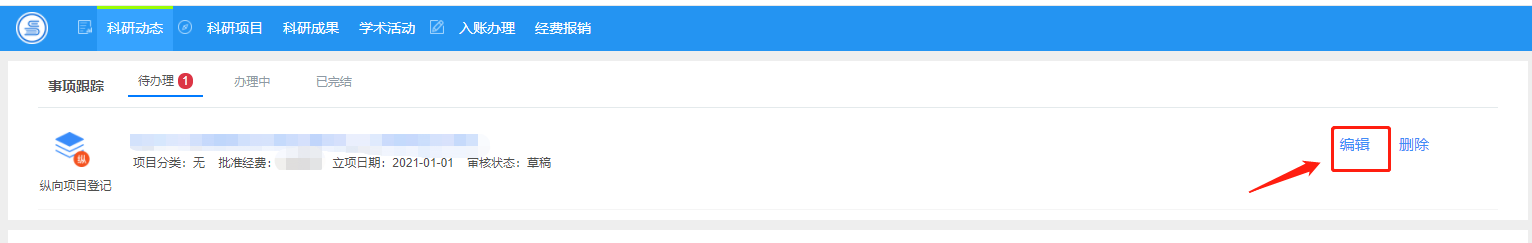 科研动态 科研项目 科研成果 学术活动 入账办理 经费报销
事项跟踪 待办理 1 办理中 已完结
编辑 删除
纵
项目分类：无 批准经费： 立项日期：2021-01-01 审核状态：草稿
纵向项目登记